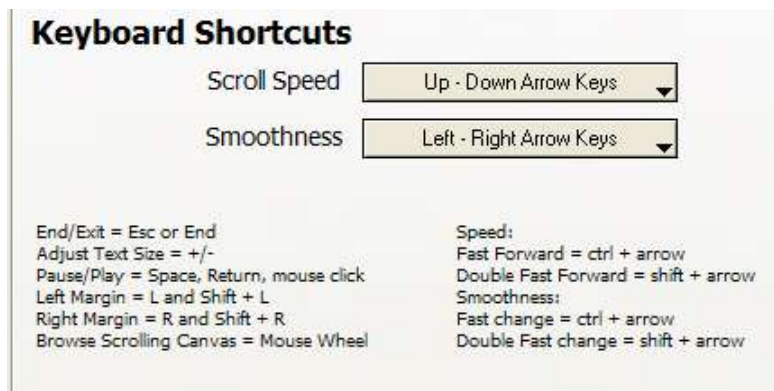 Keyboard Shortcuts
Scroll Speed Up - Down Arrow Keys
Smoothness Left - Right Arrow Keys
End/Exit = Esc or End
Adjust Text Size = +/-
Pause/Play = Space, Return, mouse click
Left Margin = L and Shift + L
Right Margin = R and Shift + R
Browse Scrolling Canvas = Mouse Wheel
Speed:
Fast Forward = ctrl + arrow
Double Fast Forward = shift + arrow
Smoothness:
Fast change = ctrl + arrow
Double Fast change = shift + arrow